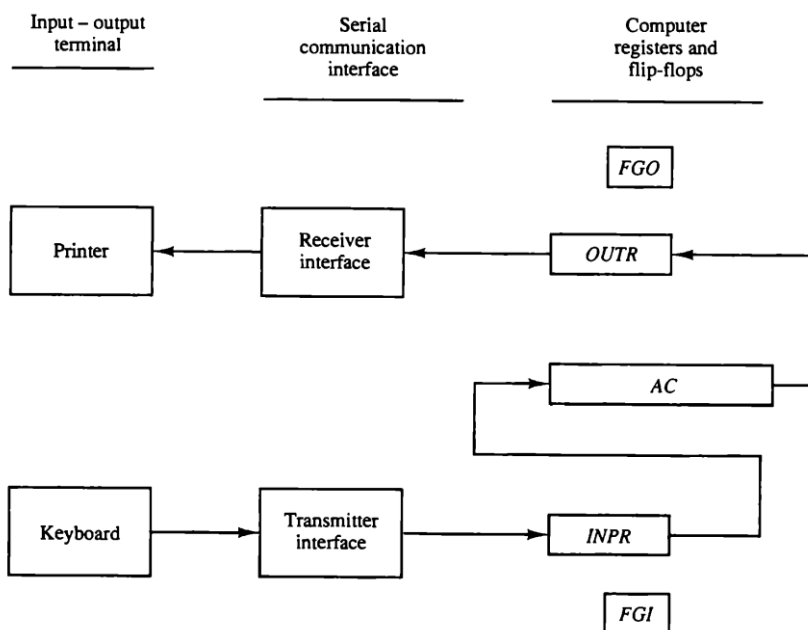 Input – output
terminal
Serial
communication
interface
Computer
registers and
flip-flops
FGO
Printer
Receiver
interface
OUTR
AC
Keyboard
Transmitter
interface
INPR
FGI